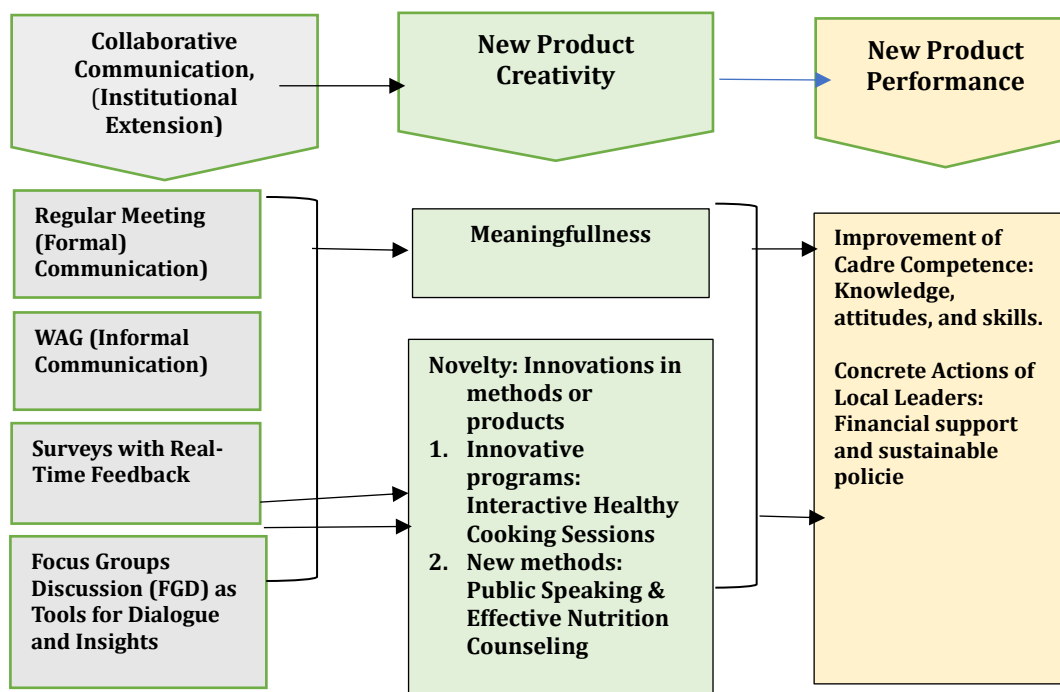 Collaborative
Communication,
(Institutional
Extension)
New Product
Creativity
New Product
Performance
Regular Meeting
(Formal)
Communication)
WAG (Informal
Communication)
Surveys with Real-
Time Feedback
Focus Groups
Discussion (FGD) as
Tools for Dialogue
and Insights
Meaningfullness
Novelty: Innovations in
methods or
products
1. Innovative
programs:
Interactive Healthy
Cooking Sessions
2. New methods:
Public Speaking &
Effective Nutrition
Counseling
Improvement of
Cadre Competence:
Knowledge,
attitudes, and skills.
Concrete Actions of
Local Leaders:
Financial support
and sustainable
policie